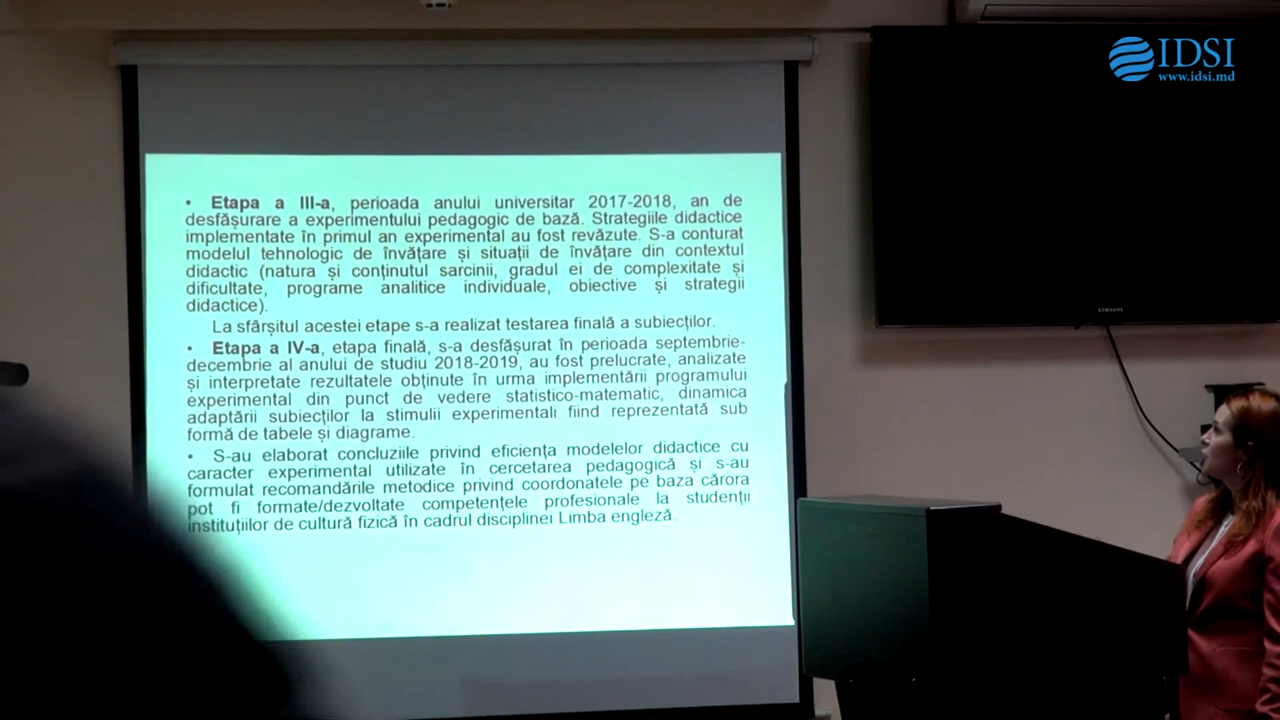 IDSI
www.idsi.md
• Etapa a III-a, perioada anului universitar 2017-2018, an de
desfășurare a experimentului pedagogic de bază. Strategiile didactice
implementate în primul an experimental au fost revăzute. S-a conturat
modelul tehnologic de învățare și situații de învățare din contextul
didactic (natura și conținutul sarcinii, gradul ei de complexitate și
dificultate, programe analitice individuale, obiective și strategii
didactice).
La sfârșitul acestei etape s-a realizat testarea finală a subiecților.
• Etapa a IV-a, etapa finală, s-a desfășurat în perioada septembrie-
decembrie al anului de studiu 2018-2019, au fost prelucrate, analizate
și interpretate rezultatele obținute în urma implementării programului
experimental din punct de vedere statistico-matematic, dinamica
adaptării subiecților la stimulii experimentali fiind reprezentată sub
formă de tabele și diagrame.
• S-au elaborat concluziile privind eficiența modelelor didactice cu
caracter experimental utilizate în cercetarea pedagogică și s-au
formulat recomandările metodice privind coordonatele pe baza cărora
pot fi formate/dezvoltate competențele profesionale la studenții
instituțiilor de cultură fizică în cadrul disciplinei Limba engleză.
SAMSUNG